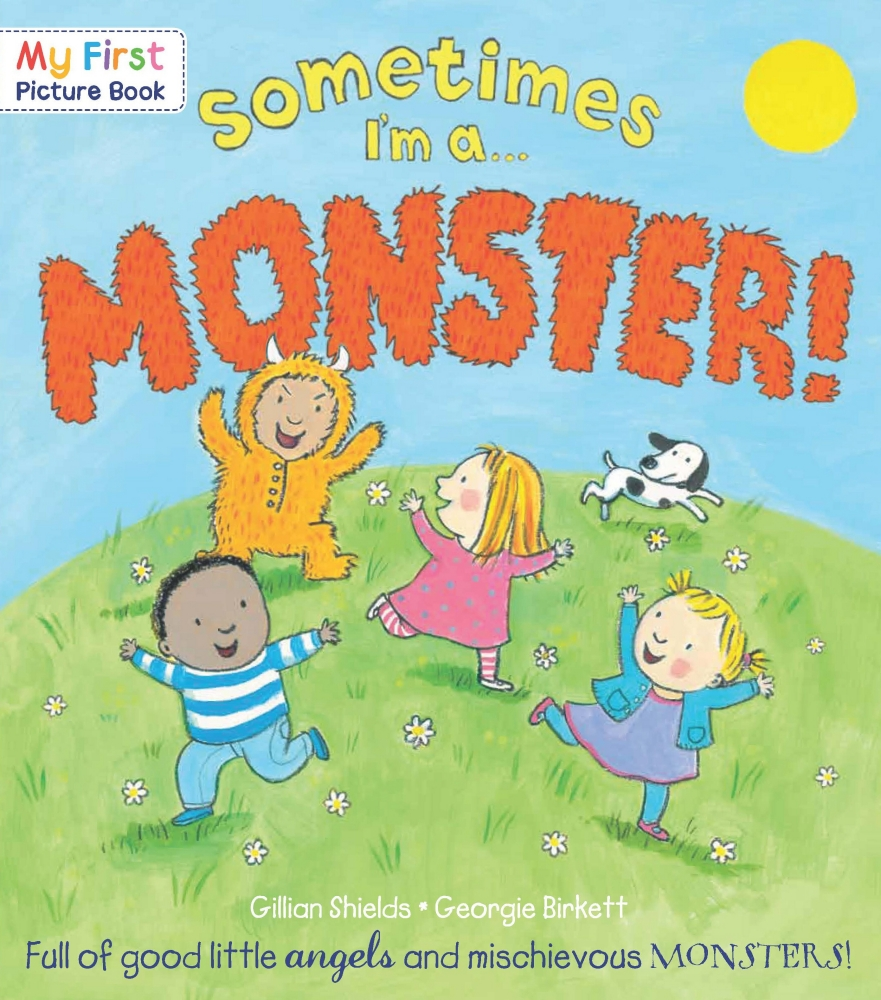 My First
Picture Book
Sometimes
I'm a...
MONSTER!
Gillian Shields * Georgie Birkett
Full of good little angels and mischievous MONSTERS!